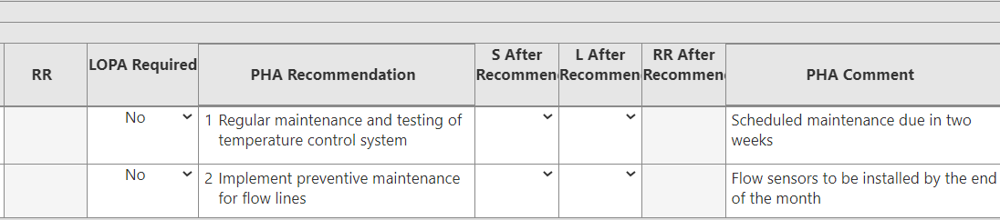 RR
LOPA Required
PHA Recommendation
S After
Recommen
L After
Recommen
RR After
Recommen
PHA Comment
No
1 Regular maintenance and testing of
temperature control system
Scheduled maintenance due in two
weeks
No
2 Implement preventive maintenance
for flow lines
Flow sensors to be installed by the end
of the month